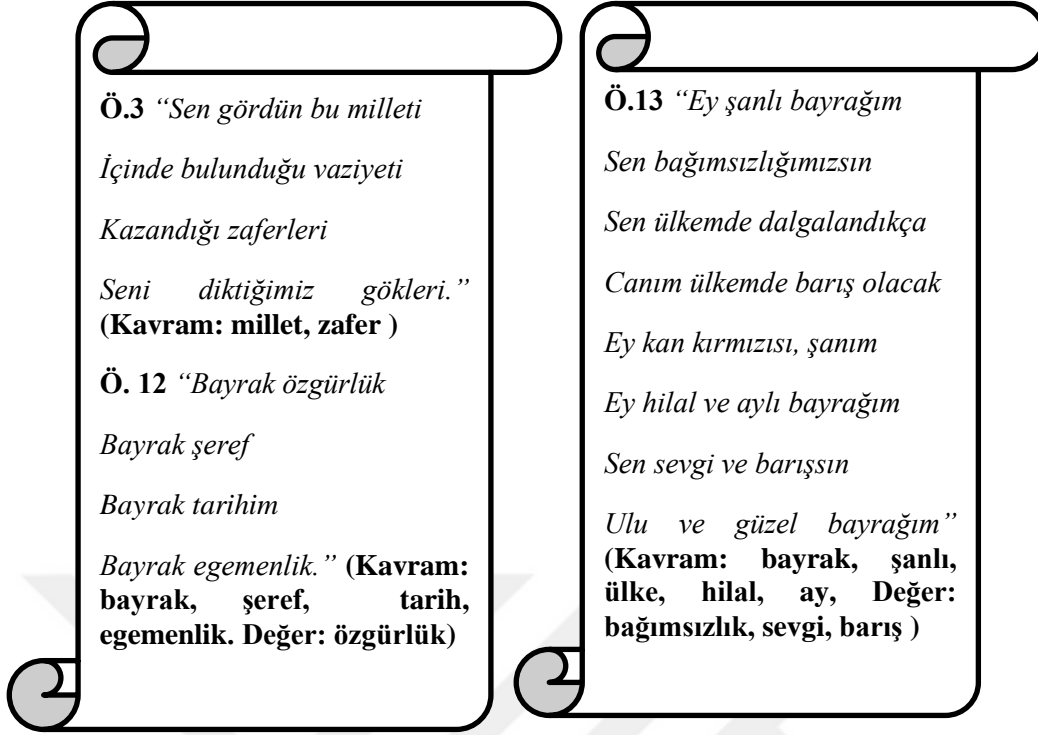 Ö.3 “Sen gördün bu milleti
İçinde bulunduğu vaziyeti
Kazandığı zaferleri
Seni diktiğimiz gökleri.”
(Kavram: millet, zafer )
Ö. 12 “Bayrak özgürlük
Bayrak şeref
Bayrak tarihim
Bayrak egemenlik.” (Kavram:
bayrak, şeref, tarih,
egemenlik. Değer: özgürlük)
Ö.13 “Ey şanlı bayrağım
Sen bağımsızlığımızsın
Sen ülkemde dalgalandıkça
Canım ülkemde barış olacak
Ey kan kırmızısı, şanım
Ey hilal ve aylı bayrağım
Sen sevgi ve barışsın
Ulu ve güzel bayrağım”
(Kavram: bayrak, şanlı,
ülke, hilal, ay, Değer:
bağımsızlık, sevgi, barış )